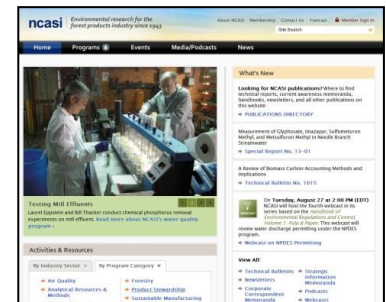 ncasi
Environmental research for the
forest products industry since 1943
About NCASI Membership Contact Us Francais Member Sign In
Site Search
Home Programs Events Media/Podcasts News
Testing Mill Effluents
Laurel Eppstein and Bill Thacker conduct chemical phosphorus removal
experiments on mill effluents. Read more about NCASI's water quality
program ›
Activities & Resources
By Industry Sector By Program Category
Air Quality
Analytical Resources &
Methods
Forestry
Product Stewardship
Sustainable Manufacturing
What's New
Looking for NCASI publications? Where to find
technical reports, current awareness memoranda,
handbooks, newsletters, and all other publications on
this website.
PUBLICATIONS DIRECTORY
Measurement of Glyphosate, Imazapyr, Sulfometuron
Methyl, and Metsulfuron Methyl in Needle Branch
Streamwater
Special Report No. 13-01
A Review of Biomass Carbon Accounting Methods and
Implications
Technical Bulletin No. 1015
On Tuesday, August 27 at 2:00 PM (EDT)
NCASI will host the fourth webcast in its
series based on the Handbook of
Environmental Regulations and Control,
Volume 1: Pulp & Paper. This webcast will
review water discharge permitting under the NPDES
program.
Webcast on NPDES Permitting
View All:
Technical Bulletins
Newsletters
Corporate
Correspondent
Memoranda
Strategic
Information
Memoranda
Podcasts
Webcasts